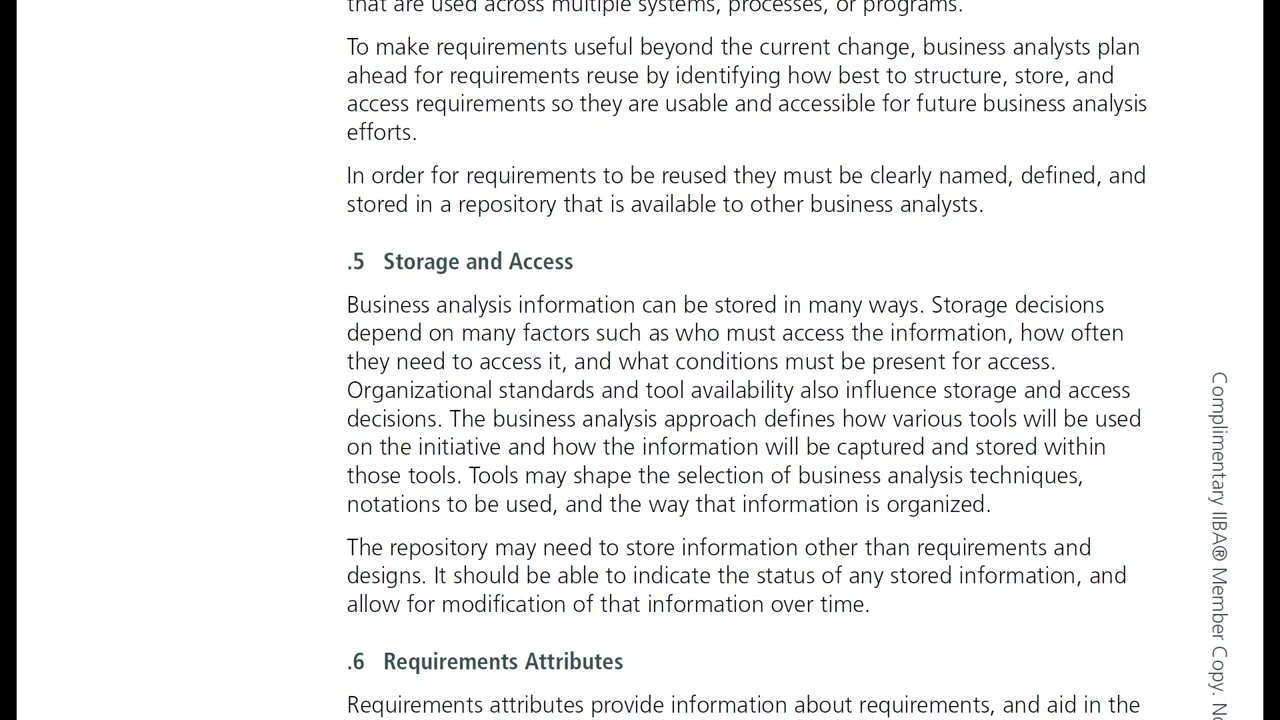 that are used across multiple systems, processes, or programs.
To make requirements useful beyond the current change, business analysts plan
ahead for requirements reuse by identifying how best to structure, store, and
access requirements so they are usable and accessible for future business analysis
efforts.
In order for requirements to be reused they must be clearly named, defined, and
stored in a repository that is available to other business analysts.
.5 Storage and Access
Business analysis information can be stored in many ways. Storage decisions
depend on many factors such as who must access the information, how often
they need to access it, and what conditions must be present for access.
Organizational standards and tool availability also influence storage and access
decisions. The business analysis approach defines how various tools will be used
on the initiative and how the information will be captured and stored within
those tools. Tools may shape the selection of business analysis techniques,
notations to be used, and the way that information is organized.
The repository may need to store information other than requirements and
designs. It should be able to indicate the status of any stored information, and
allow for modification of that information over time.
.6 Requirements Attributes
Requirements attributes provide information about requirements, and aid in the
Complimentary IIBA® Member Copy.